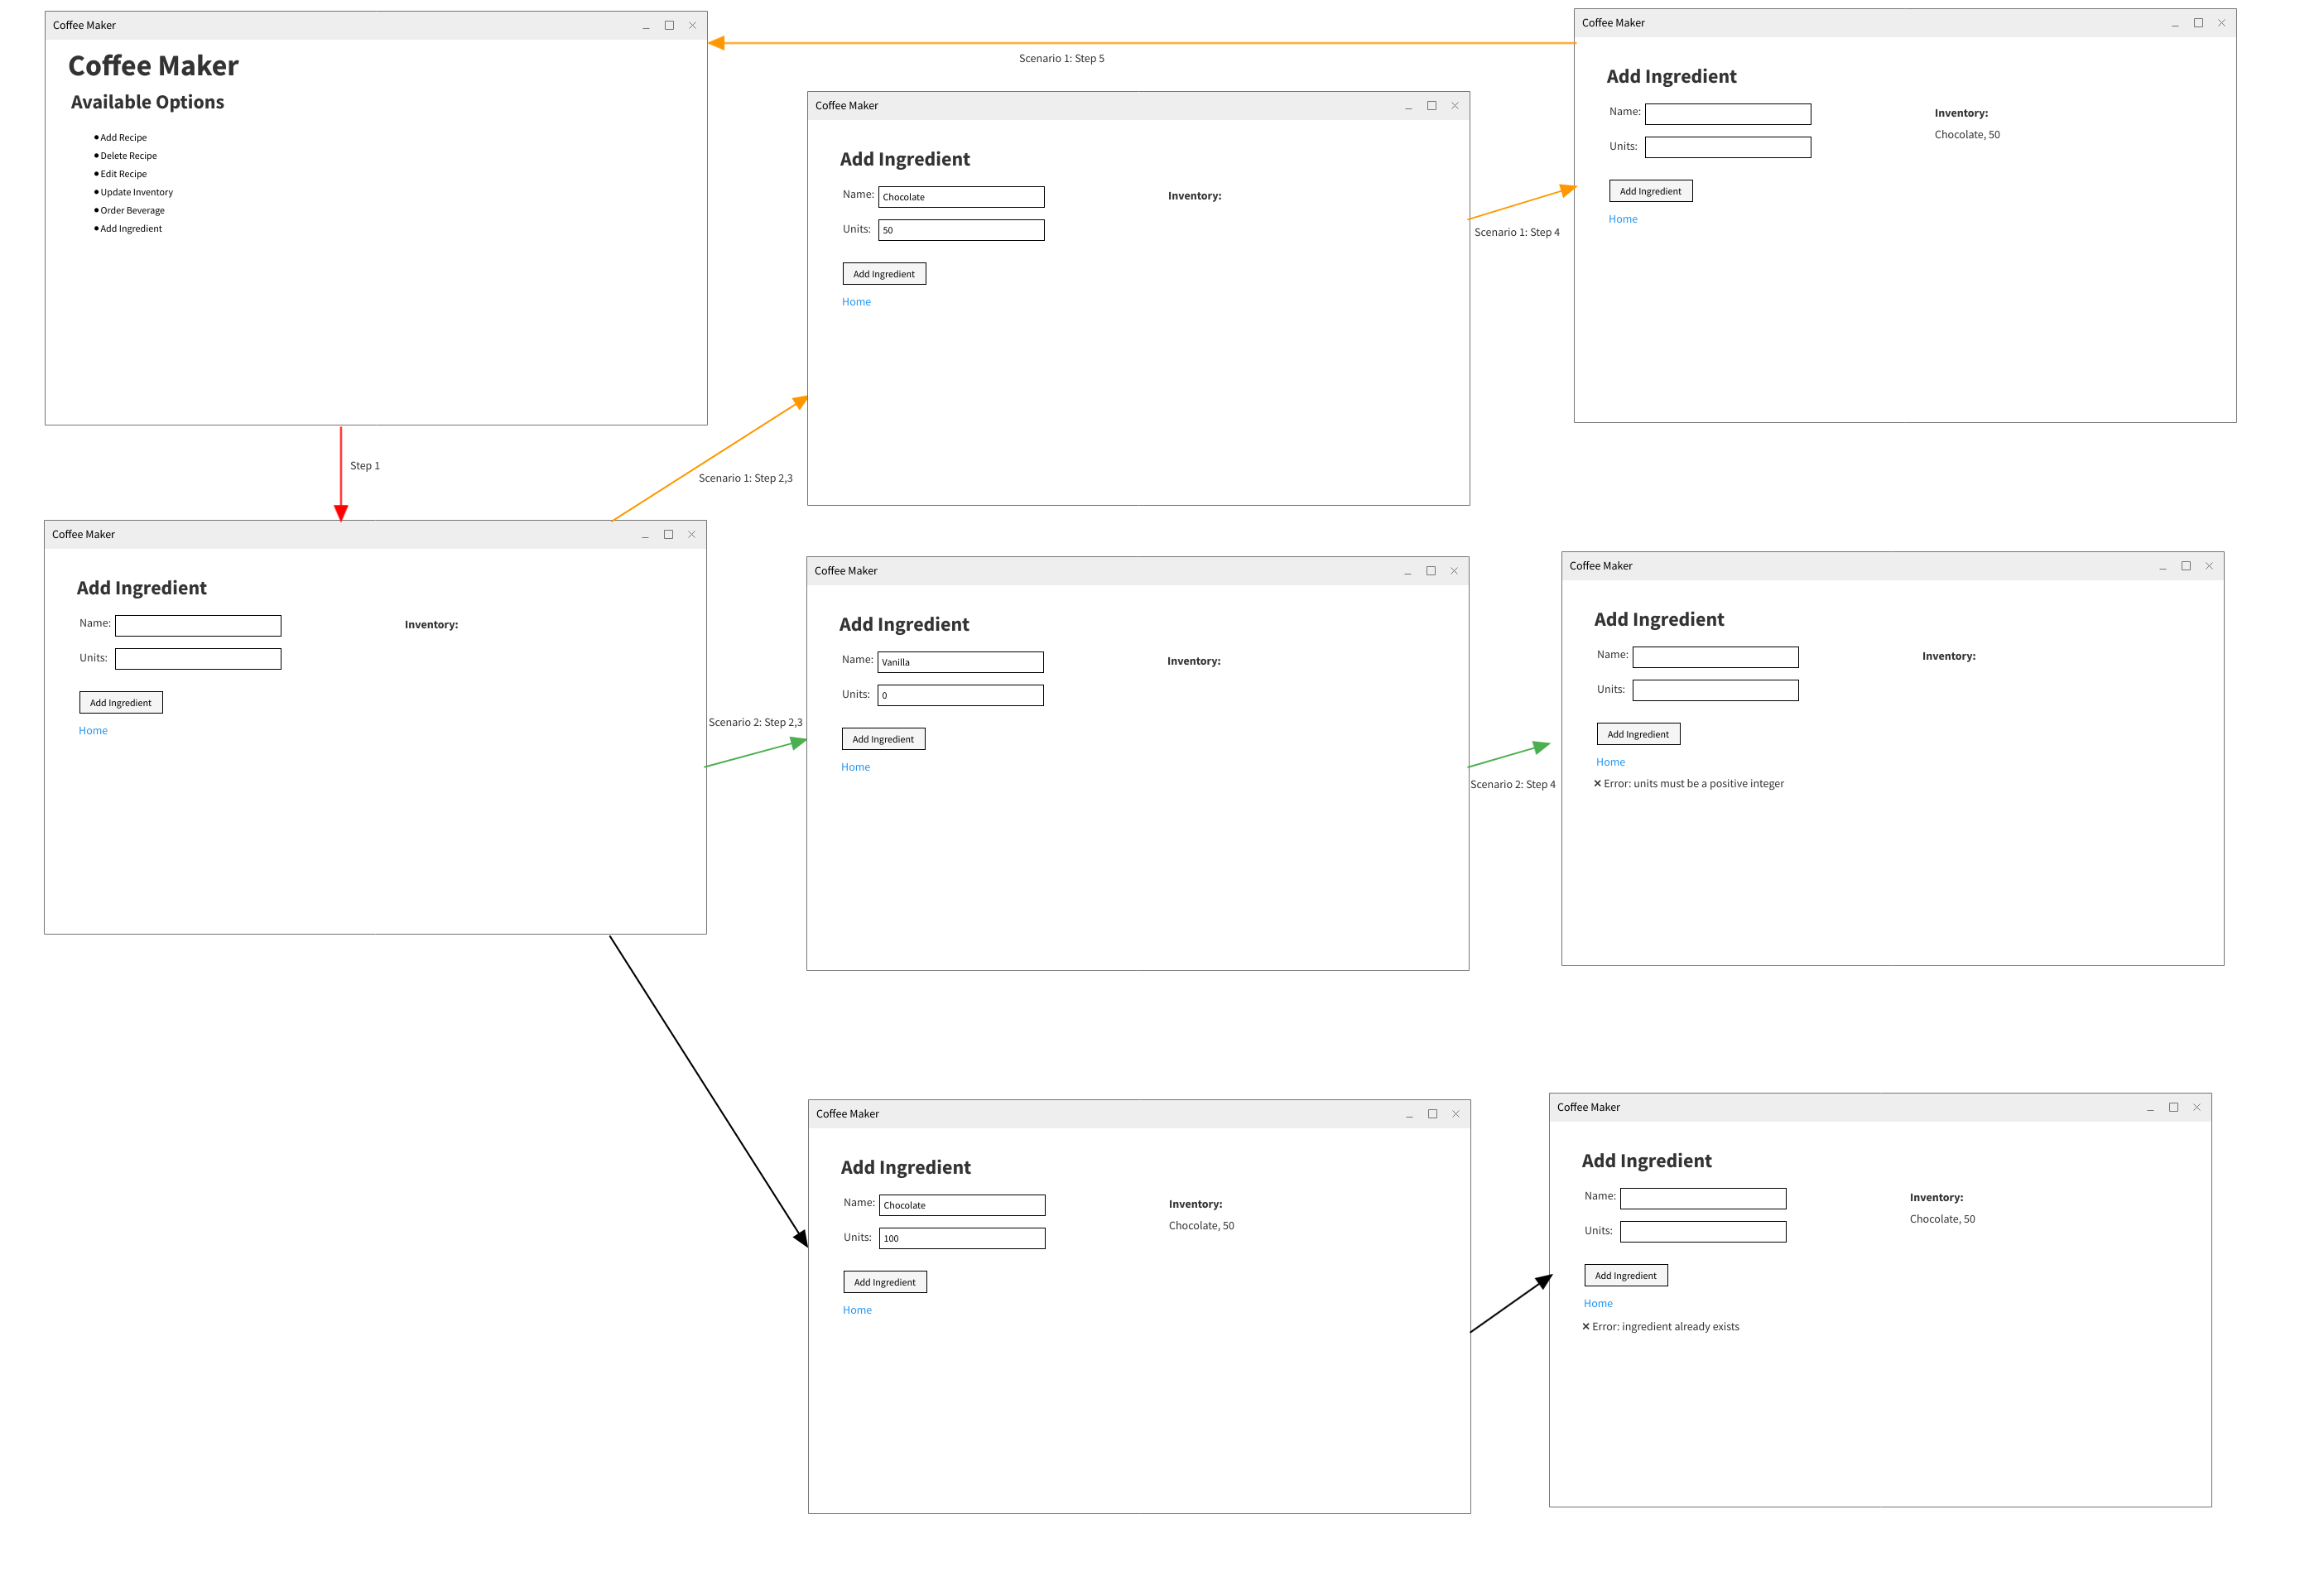 Coffee Maker
Coffee Maker
Available Options
Add Recipe
Delete Recipe
Edit Recipe
Update Inventory
Order Beverage
Add Ingredient
Scenario 1: Step 5
Coffee Maker
Add Ingredient
Name: Chocolate
Inventory:
Units: 50
Add Ingredient
Home
Scenario 1: Step 4
Coffee Maker
Add Ingredient
Name:
Inventory:
Chocolate, 50
Units:
Add Ingredient
Home
Step 1
Scenario 1: Step 2,3
Coffee Maker
Add Ingredient
Name:
Inventory:
Units:
Add Ingredient
Home
Scenario 2: Step 2,3
Coffee Maker
Add Ingredient
Name: Vanilla
Inventory:
Units: 0
Add Ingredient
Home
Scenario 2: Step 4
Coffee Maker
Add Ingredient
Name:
Inventory:
Units:
Add Ingredient
Home
Error: units must be a positive integer
Coffee Maker
Add Ingredient
Name: Chocolate
Inventory:
Chocolate, 50
Units: 100
Add Ingredient
Home
Coffee Maker
Add Ingredient
Name:
Inventory:
Chocolate, 50
Units:
Add Ingredient
Home
Error: ingredient already exists